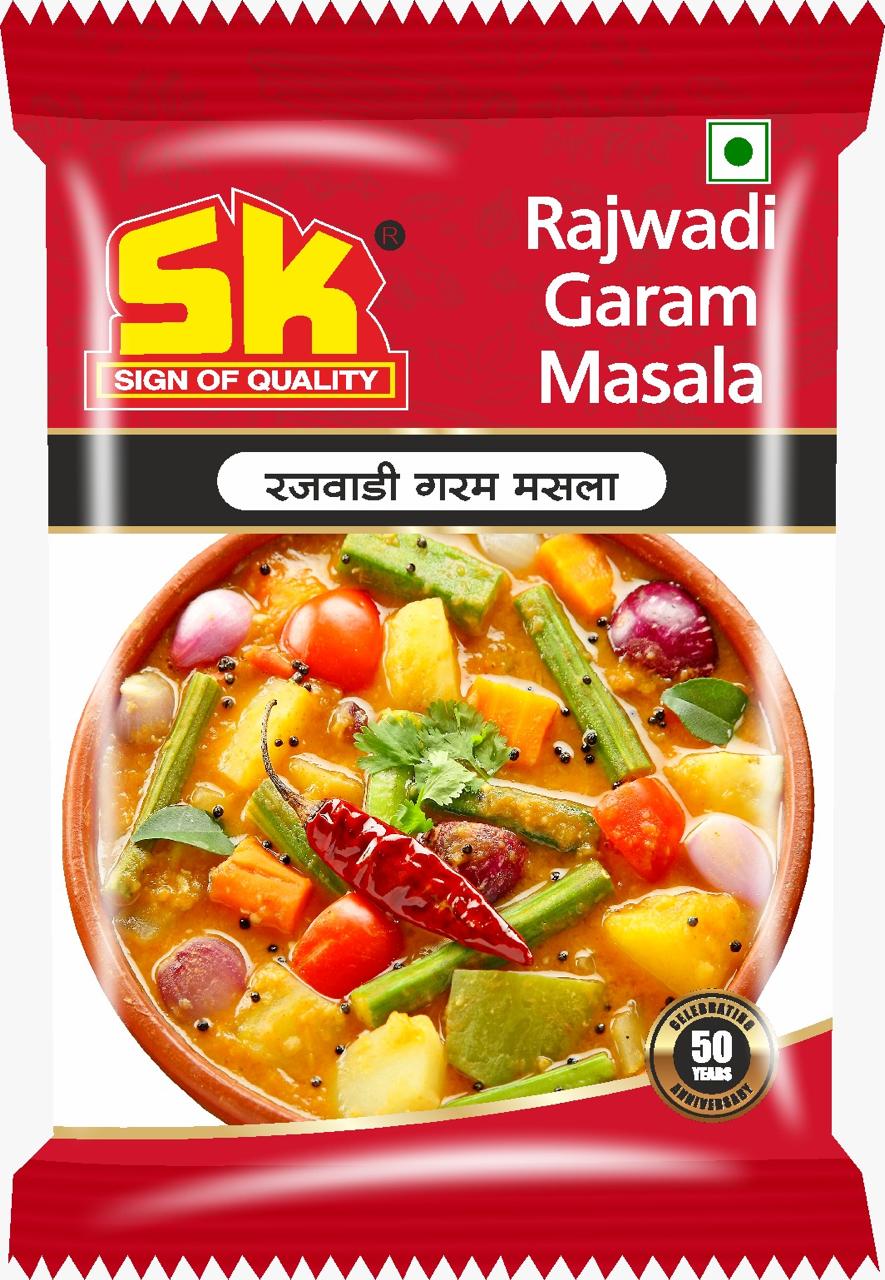 Sk
®
SIGN OF QUALITY
Rajwadi
Garam
Masala
रजवाडी गरम मसला
CELEBRATING
50
YEARS
ANNIVERSARY